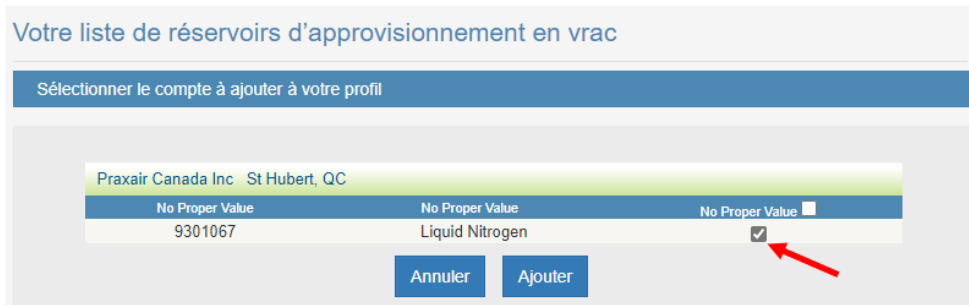 Votre liste de réservoirs d'approvisionnement en vrac
Sélectionner le compte à ajouter à votre profil
Praxair Canada Inc St Hubert, QC
No Proper Value No Proper Value No Proper Value
9301067 Liquid Nitrogen
Annuler Ajouter